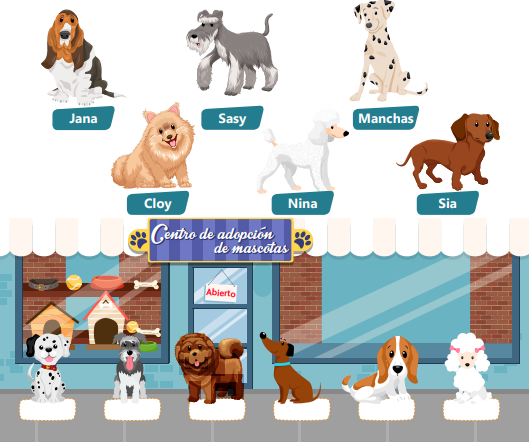 Jana
Sasy
Manchas
Cloy
Nina
Sia
Centro de adopción
de mascotas
Abierto